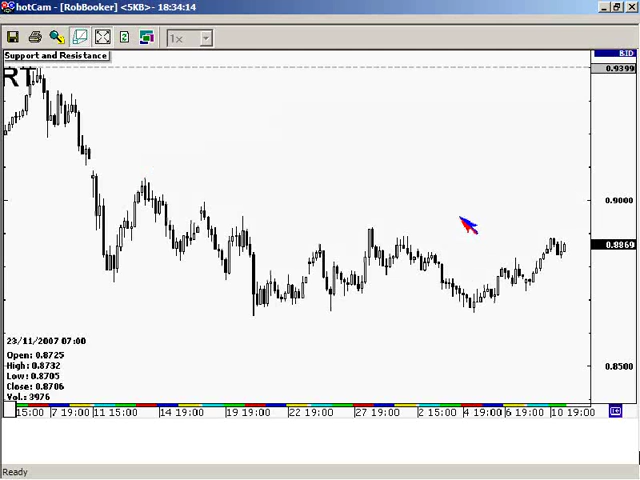 hotCam - [RobBooker] <5KB> - 18:34:14
1x
Support and Resistance
BID
RT
0.9399
0.9000
0.8869
0.8500
23/11/2007 07:00
Open: 0.8725
High: 0.8732
Low: 0.8705
Close: 0.8706
Vol.: 3976
15:00 7 19:00 11 15:00 14 19:00 19 19:00 22 19:00 27 19:00 2 15:00 4 19:00 6 19:00 10 19:00
Ready